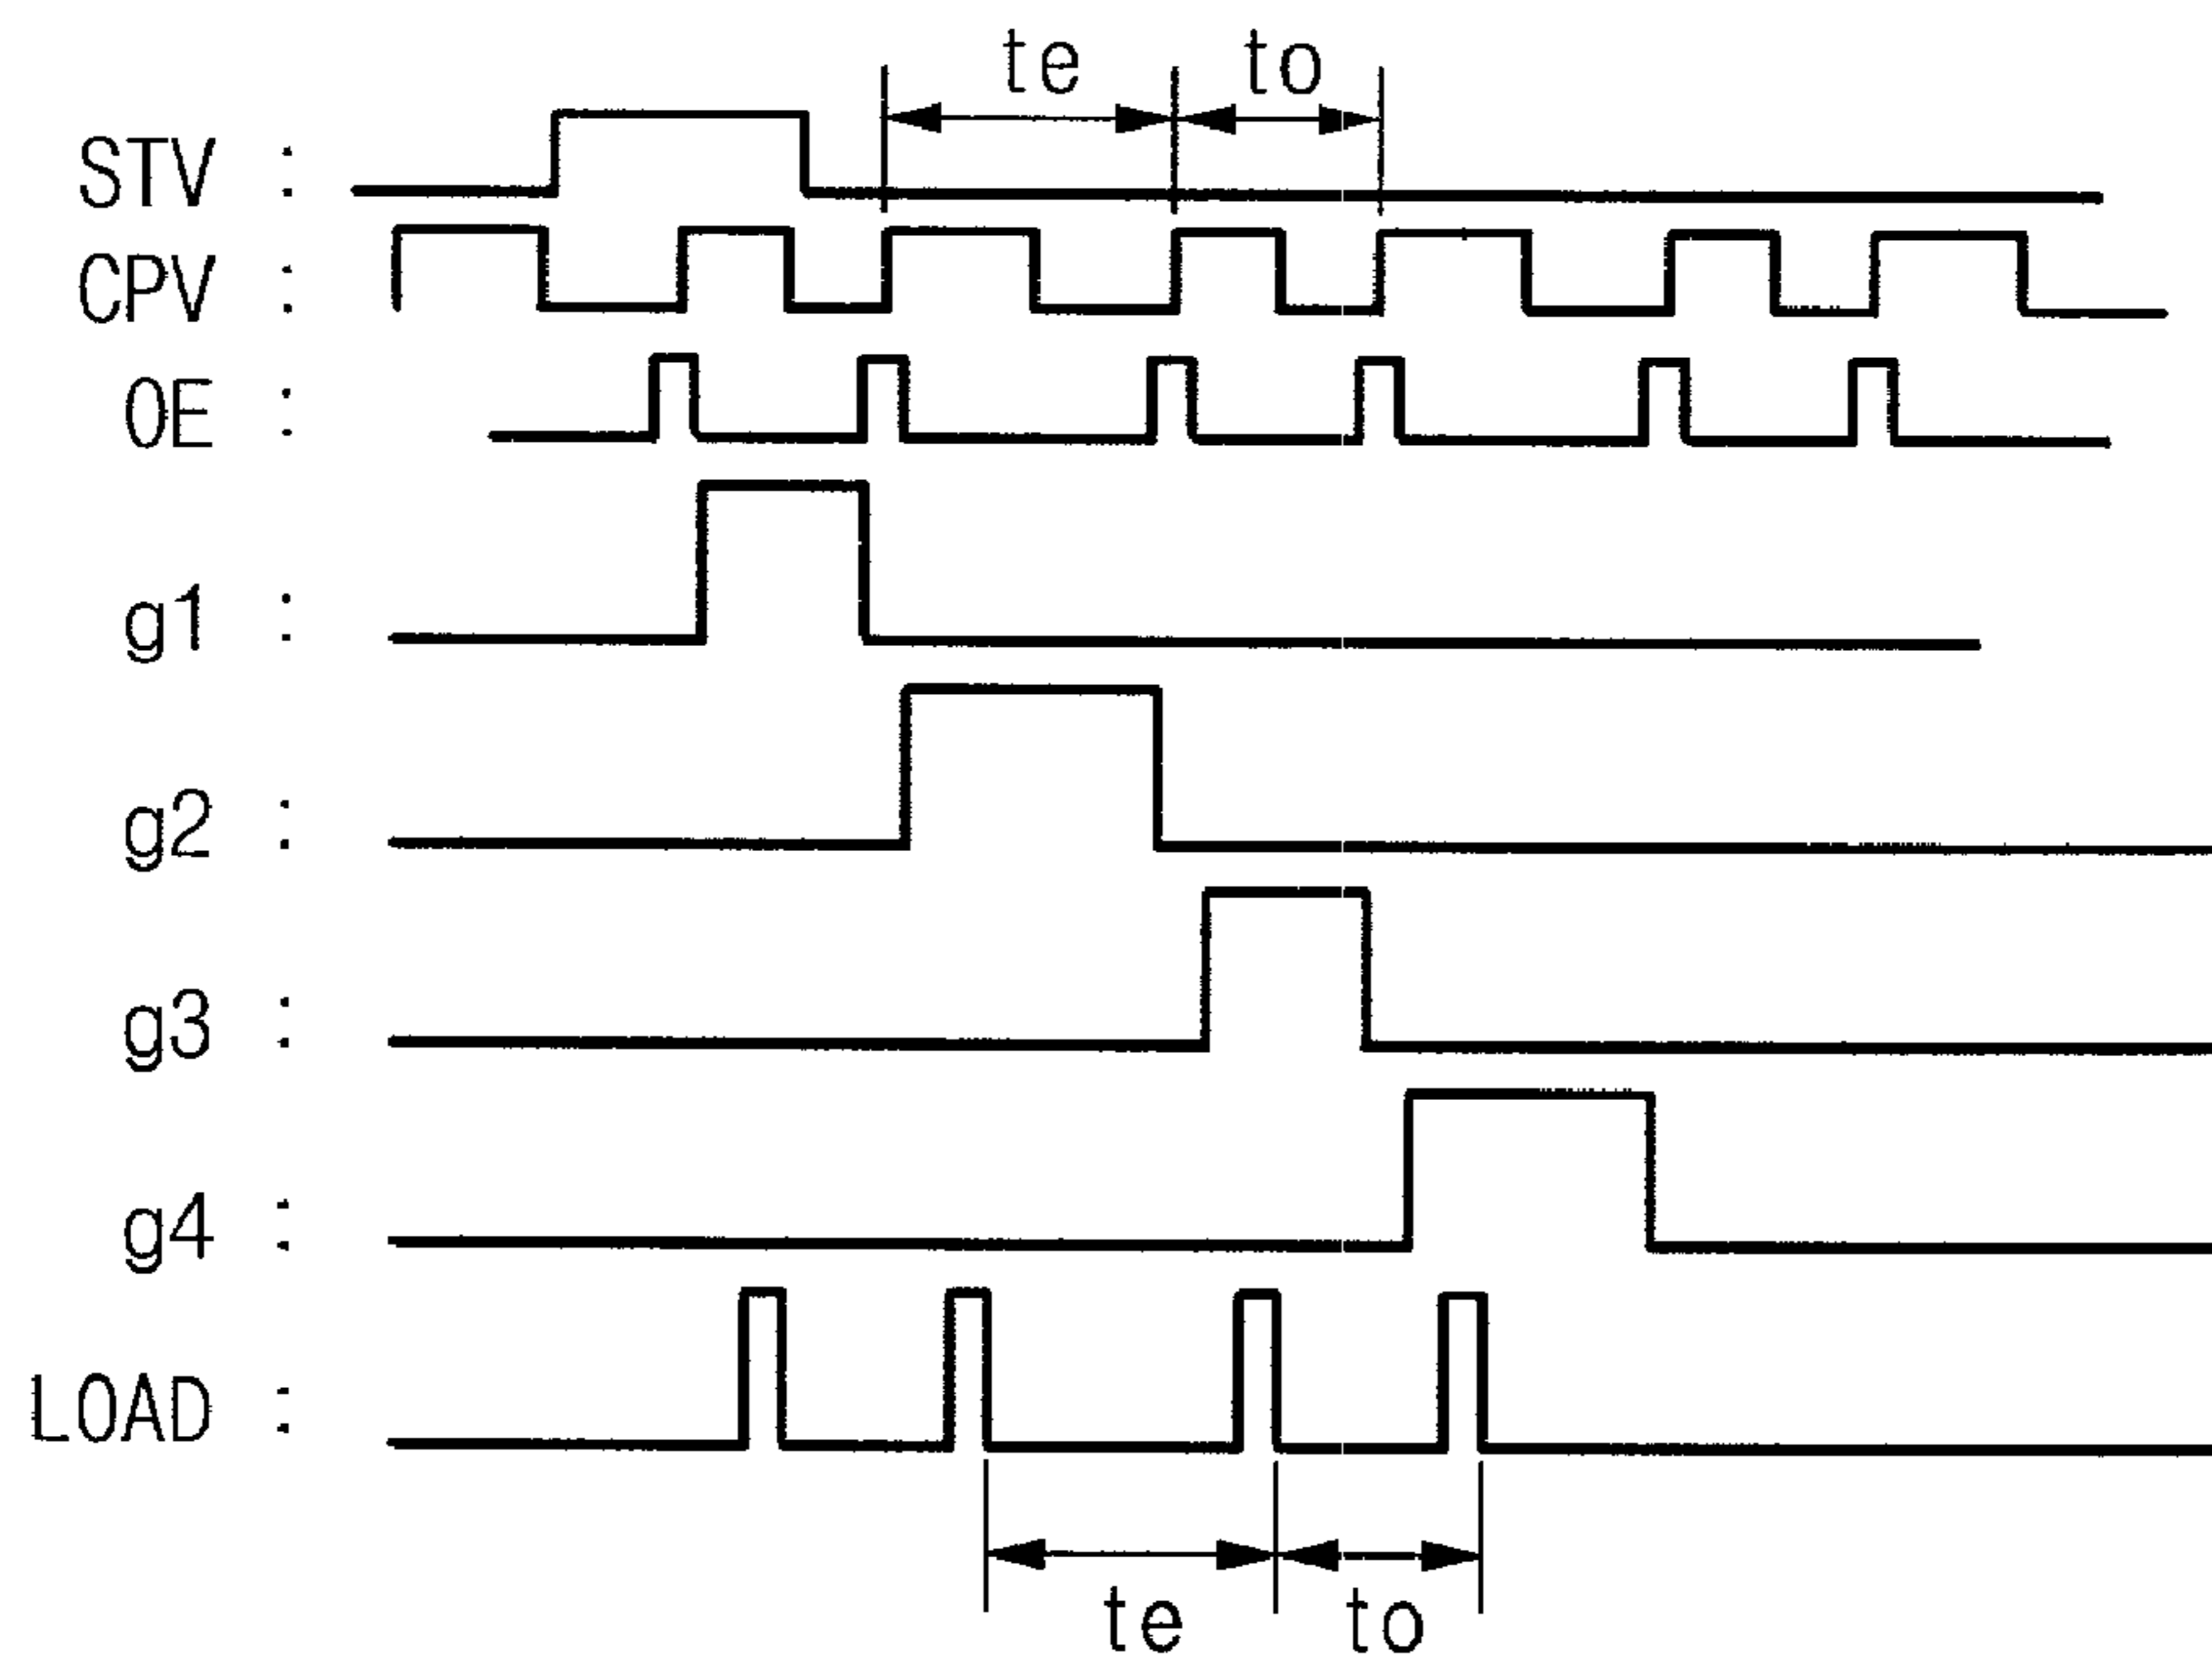 te to
STV :
CPV :
OE :
g1 :
g2 :
g3 :
g4 :
LOAD :
te to